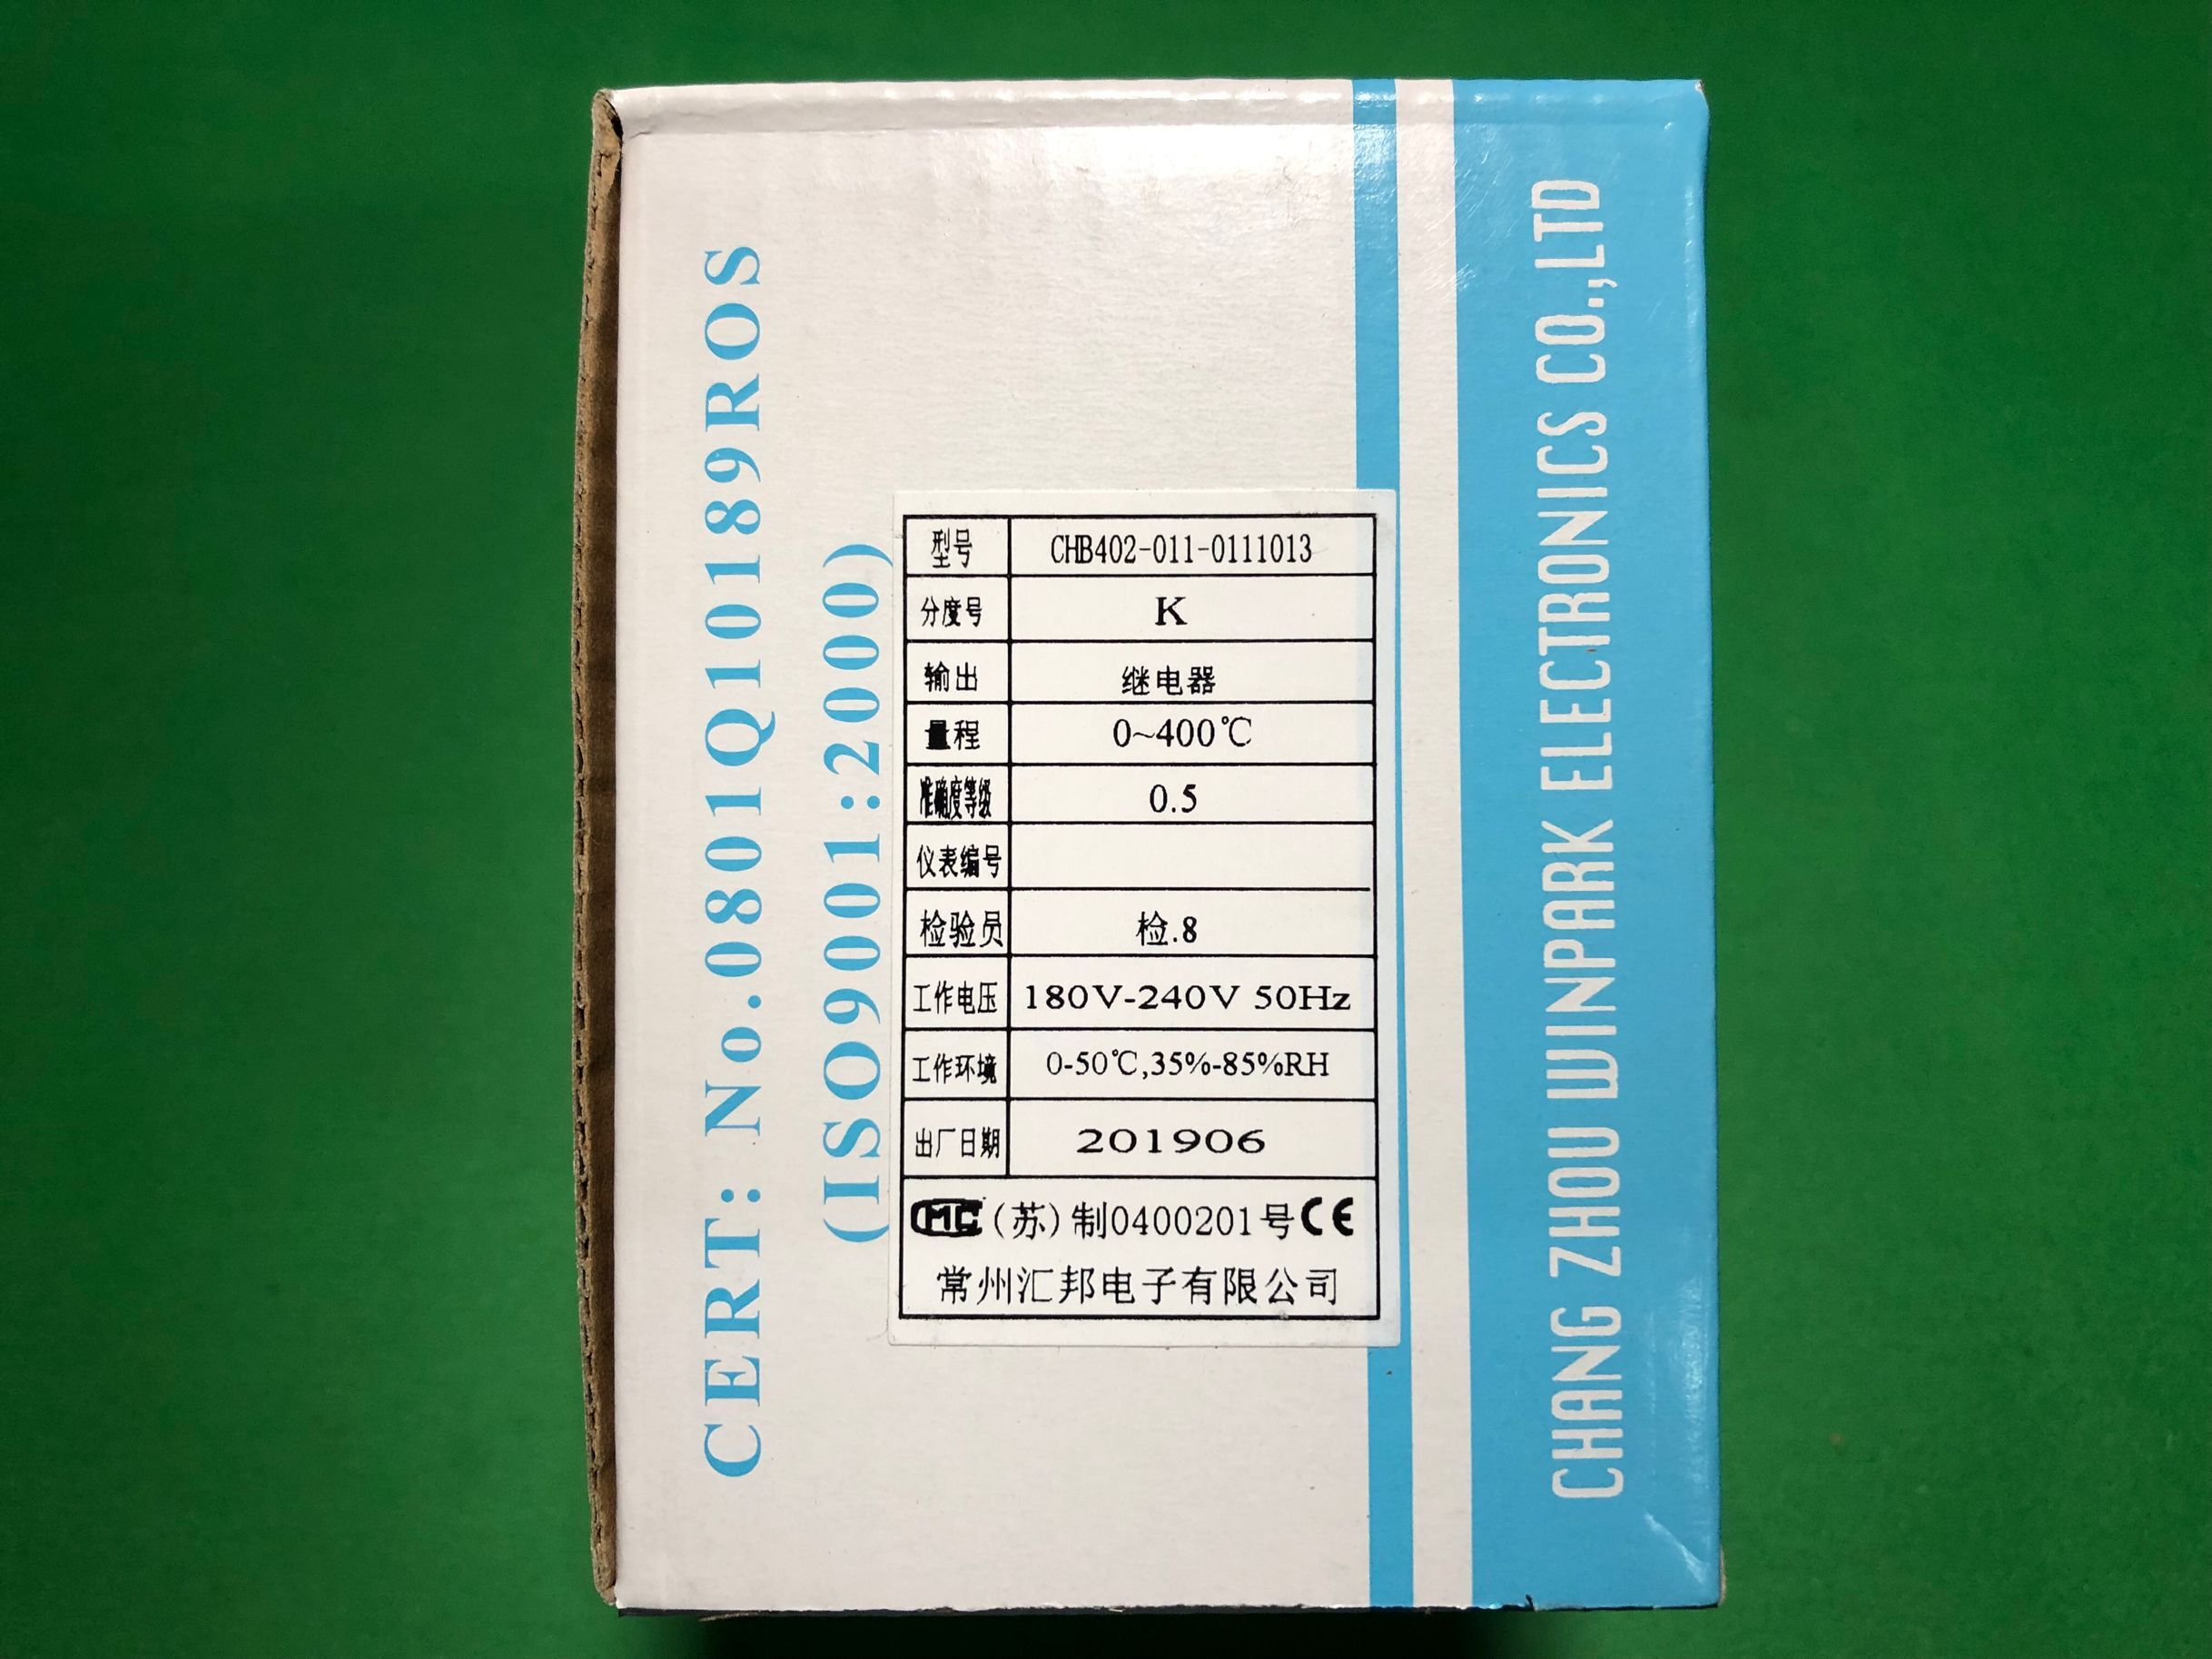 CERT: No.0801Q10189ROS
(ISO9001:2000)
型号 CHB402-011-0111013
分度号 K
输出 继电器
量程 0~400℃
准确度等级 0.5
仪表编号
检验员 检.8
工作电压 180V-240V 50Hz
工作环境 0-50℃,35%-85%RH
出厂日期 201906
CMC (苏)制0400201号 CE
常州汇邦电子有限公司
CHANG ZHOU WINPARK ELECTRONICS CO.,LTD